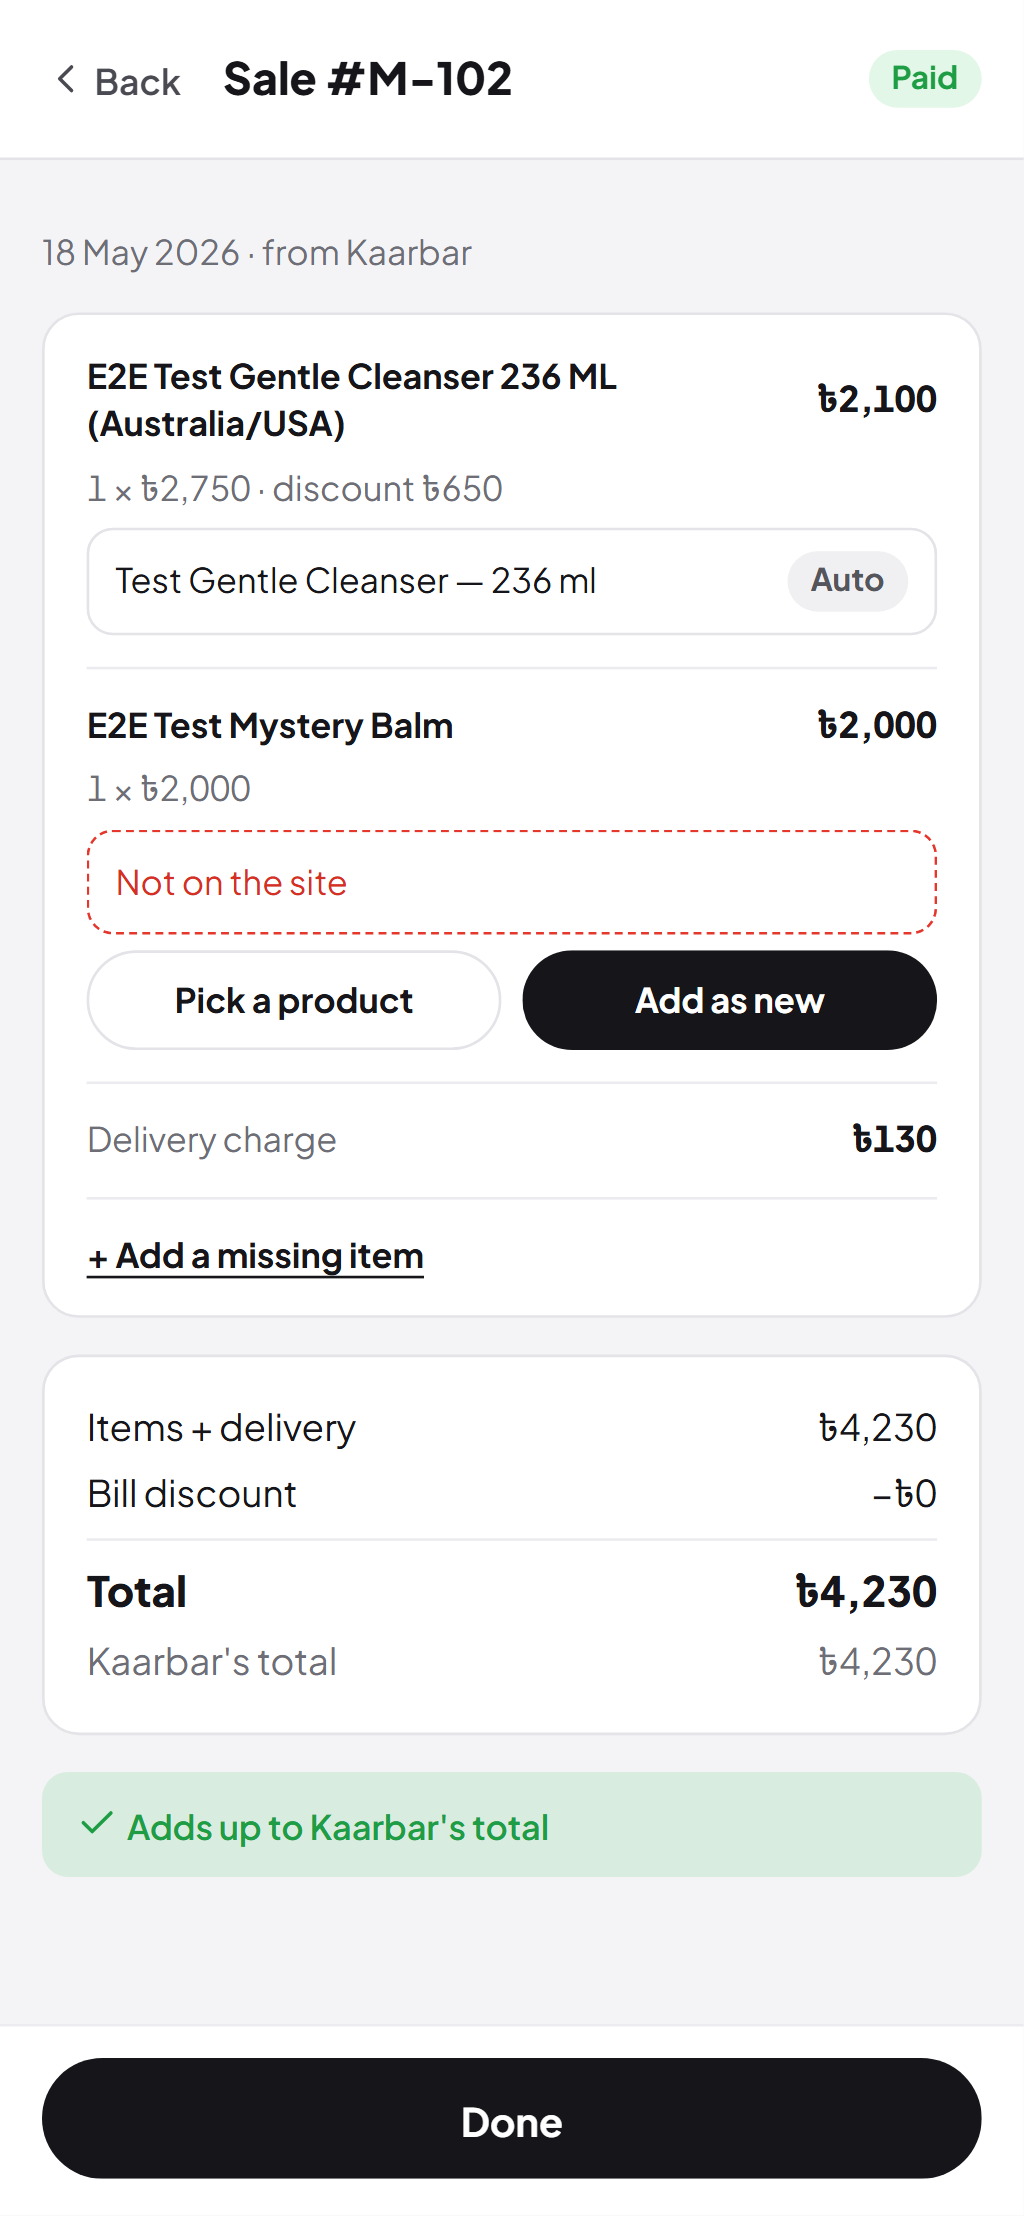 Back
Sale #M-102
Paid
18 May 2026 · from Kaarbar
E2E Test Gentle Cleanser 236 ML
(Australia/USA)
৳2,100
1 × ৳2,750 · discount ৳650
Test Gentle Cleanser — 236 ml
Auto
E2E Test Mystery Balm
৳2,000
1 × ৳2,000
Not on the site
Pick a product
Add as new
Delivery charge
৳130
+ Add a missing item
Items + delivery
৳4,230
Bill discount
−৳0
Total
৳4,230
Kaarbar's total
৳4,230
Adds up to Kaarbar's total
Done